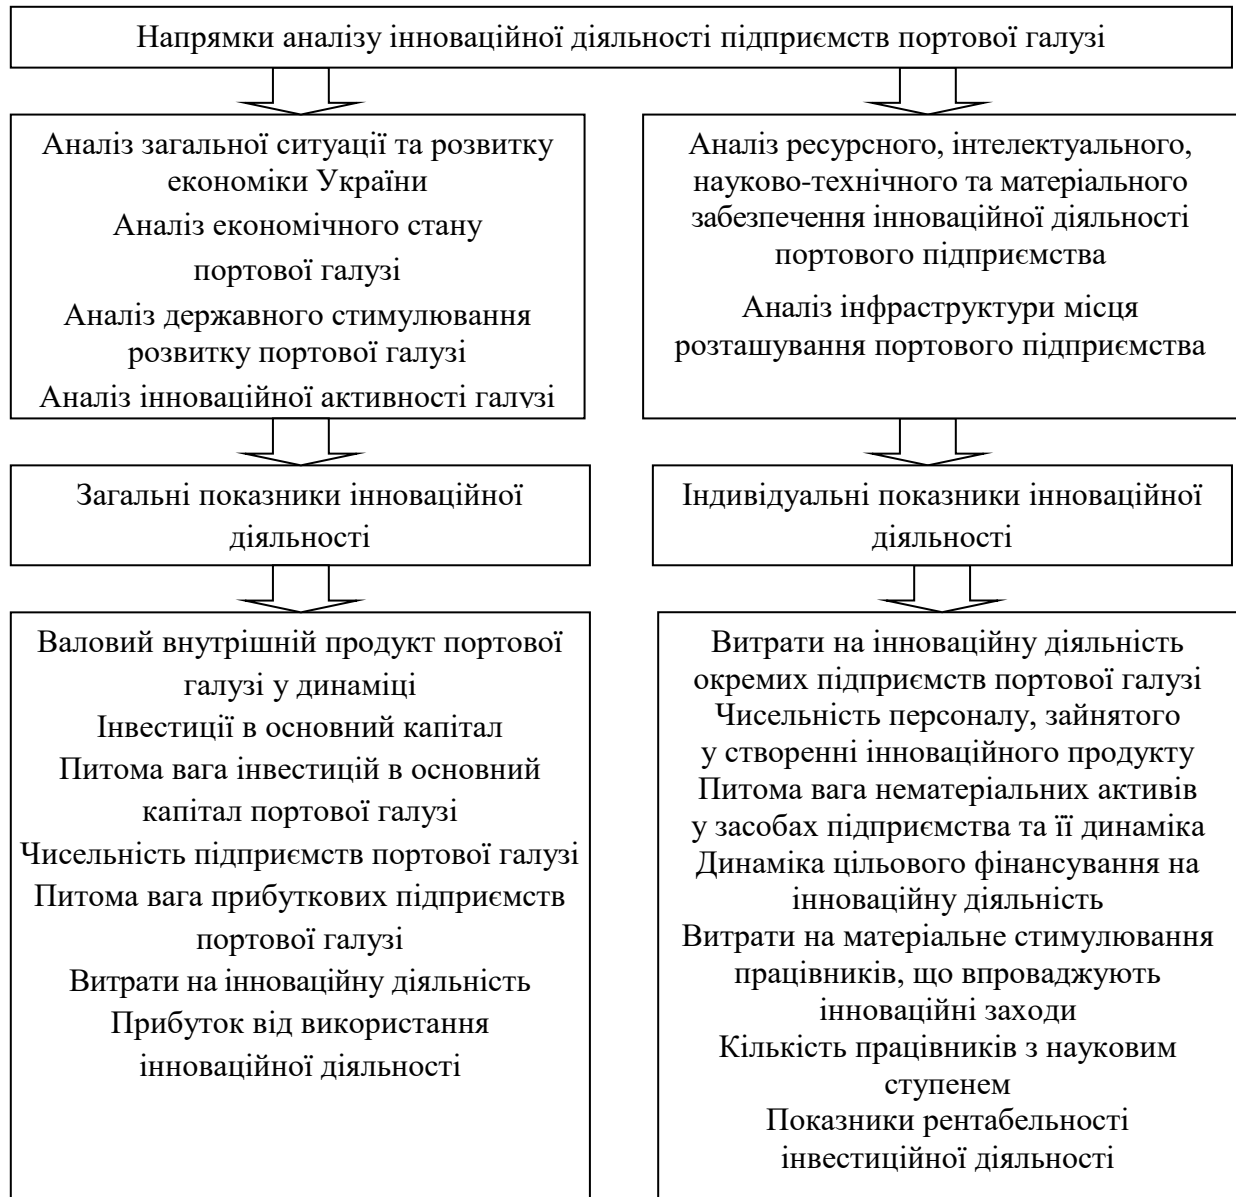 Напрямки аналізу інноваційної діяльності підприємств портової галузі
Аналіз загальної ситуації та розвитку
економіки України
Аналіз економічного стану
портової галузі
Аналіз державного стимулювання
розвитку портової галузі
Аналіз інноваційної активності галузі
Аналіз ресурсного, інтелектуального,
науково-технічного та матеріального
забезпечення інноваційної діяльності
портового підприємства
Аналіз інфраструктури місця
розташування портового підприємства
Загальні показники інноваційної
діяльності
Індивідуальні показники інноваційної
діяльності
Валовий внутрішній продукт портової
галузі у динаміці
Інвестиції в основний капітал
Питома вага інвестицій в основний
капітал портової галузі
Чисельність підприємств портової галузі
Питома вага прибуткових підприємств
портової галузі
Витрати на інноваційну діяльність
Прибуток від використання
інноваційної діяльності
Витрати на інноваційну діяльність
окремих підприємств портової галузі
Чисельність персоналу, зайнятого
у створенні інноваційного продукту
Питома вага нематеріальних активів
у засобах підприємства та її динаміка
Динаміка цільового фінансування на
інноваційну діяльність
Витрати на матеріальне стимулювання
працівників, що впроваджують
інноваційні заходи
Кількість працівників з науковим
ступенем
Показники рентабельності
інвестиційної діяльності